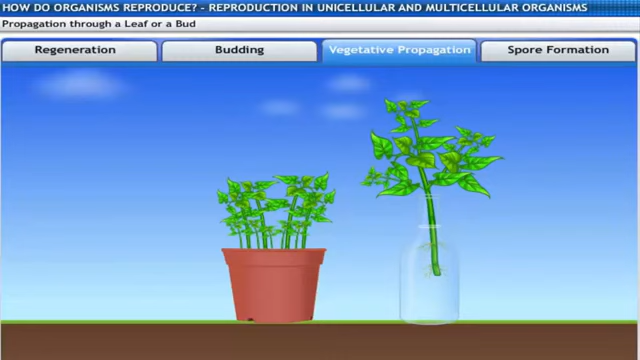 HOW DO ORGANISMS REPRODUCE? - REPRODUCTION IN UNICELLULAR AND MULTICELLULAR ORGANISMS
Propagation through a Leaf or a Bud
Regeneration
Budding
Vegetative Propagation
Spore Formation